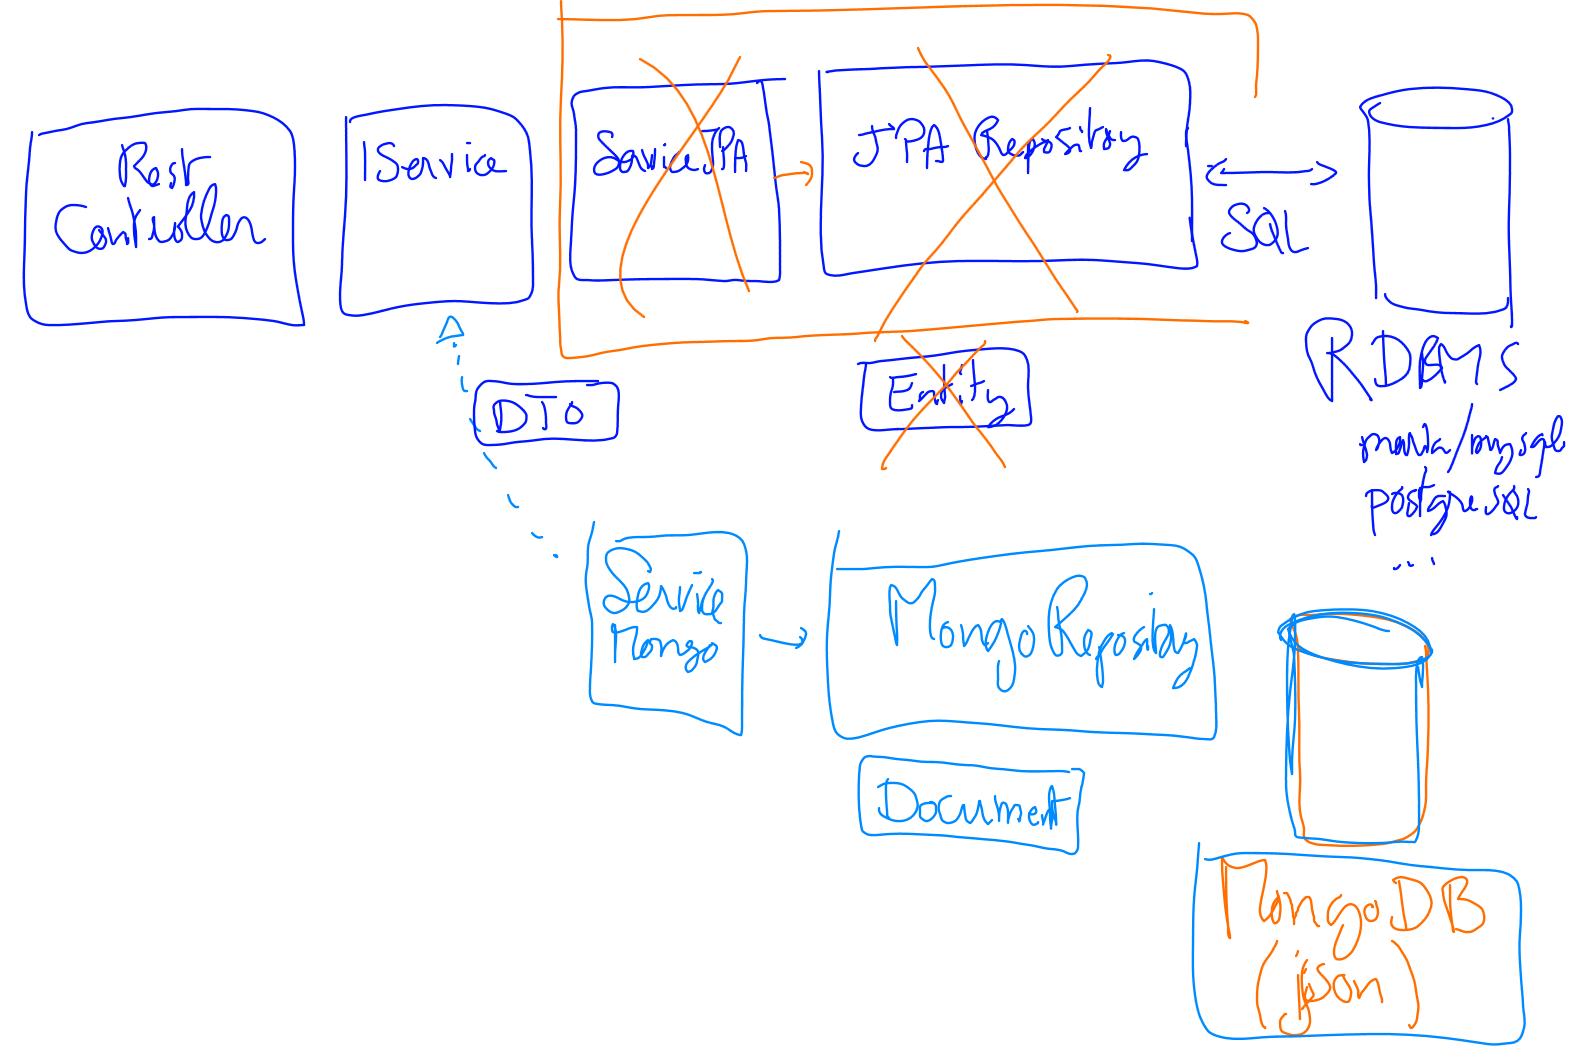 Rest
Controller
IService
ServiceJPA
JPA Repository
SQL
RDBMS
maria/mysql
postgreSQL
...
DTO
Entity
Service
Mongo
MongoRepository
Document
MongoDB
(json)